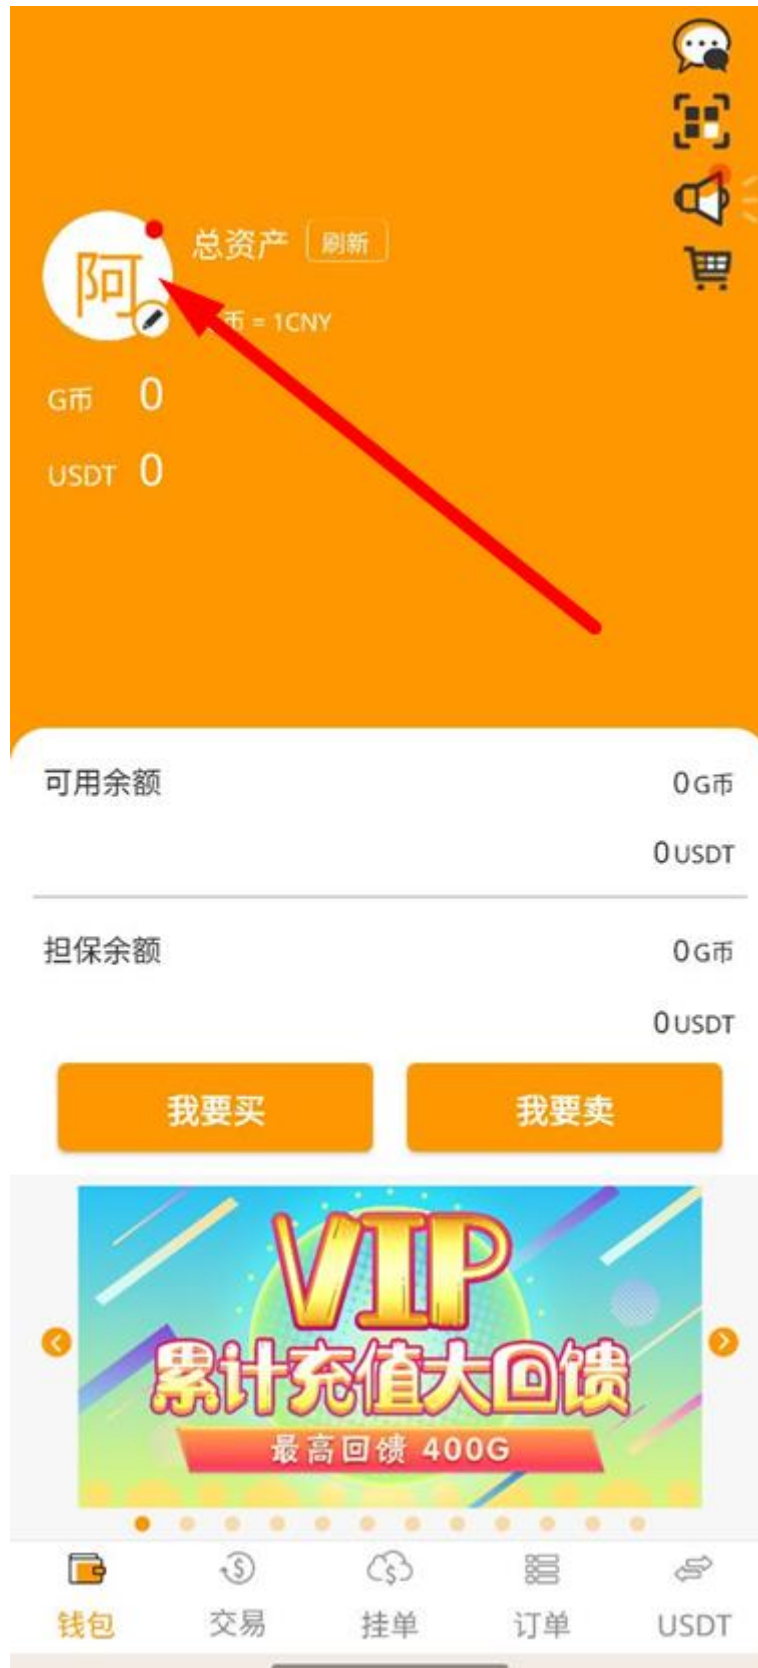 阿
总资产 刷新
币 = 1CNY
G币 0
USDT 0
可用余额 0G币
0USDT
担保余额 0G币
0USDT
我要买 我要卖
VIP
累计充值大回馈
最高回馈 400G
钱包 交易 挂单 订单 USDT